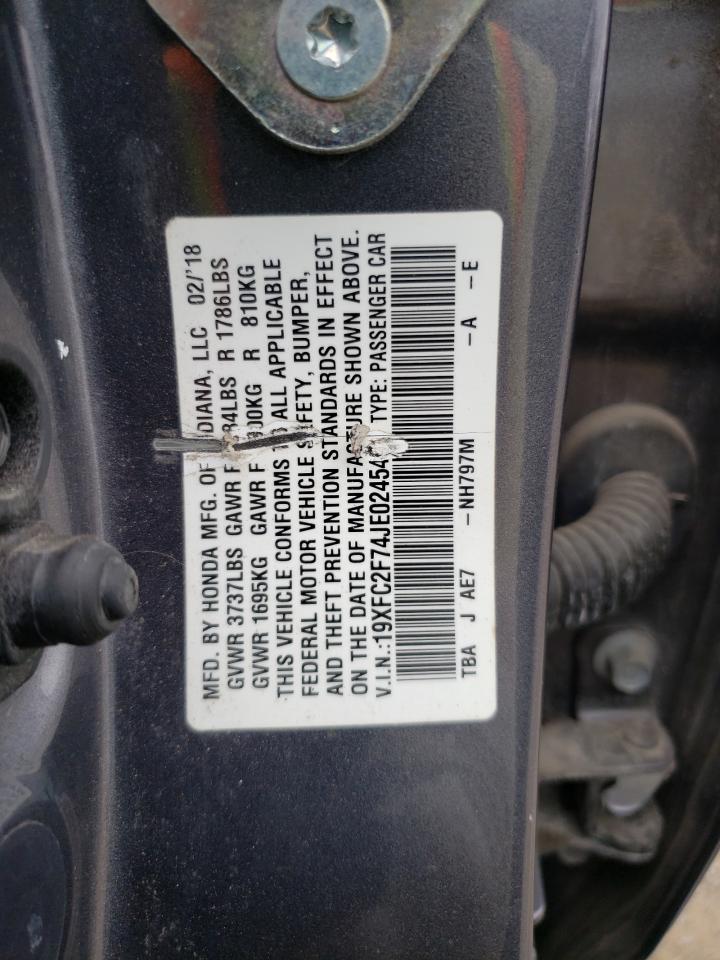 MFD. BY HONDA MFG. OF INDIANA, LLC 02/'18
GVWR 3737LBS GAWR F R 1786LBS
GVWR 1695KG GAWR F R 810KG
THIS VEHICLE CONFORMS TO ALL APPLICABLE
FEDERAL MOTOR VEHICLE SAFETY, BUMPER,
AND THEFT PREVENTION STANDARDS IN EFFECT
ON THE DATE OF MANUFACTURE SHOWN ABOVE.
V.I.N.:19XFC2F74JE02454 TYPE: PASSENGER CAR
TBA J AE7 -NH797M -A -E